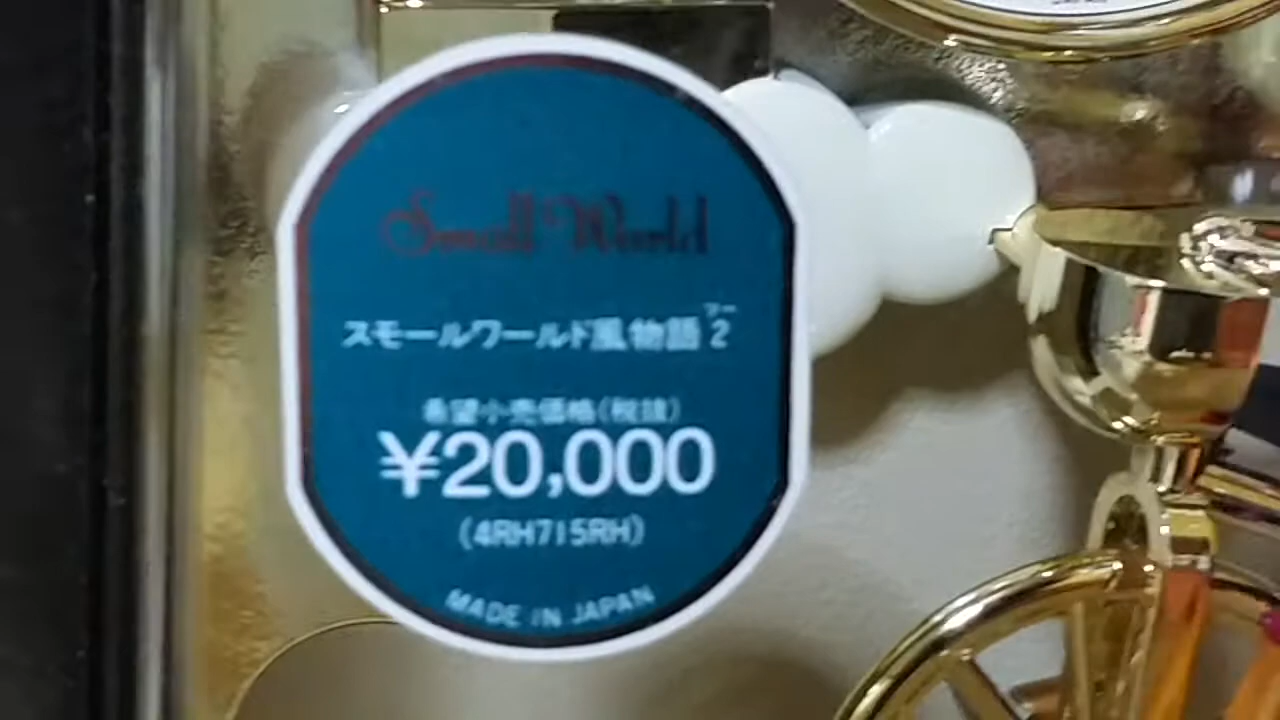 Small World
スモールワールド風物語2
希望小売価格(税抜)
¥20,000
(4RH715RH)
MADE IN JAPAN